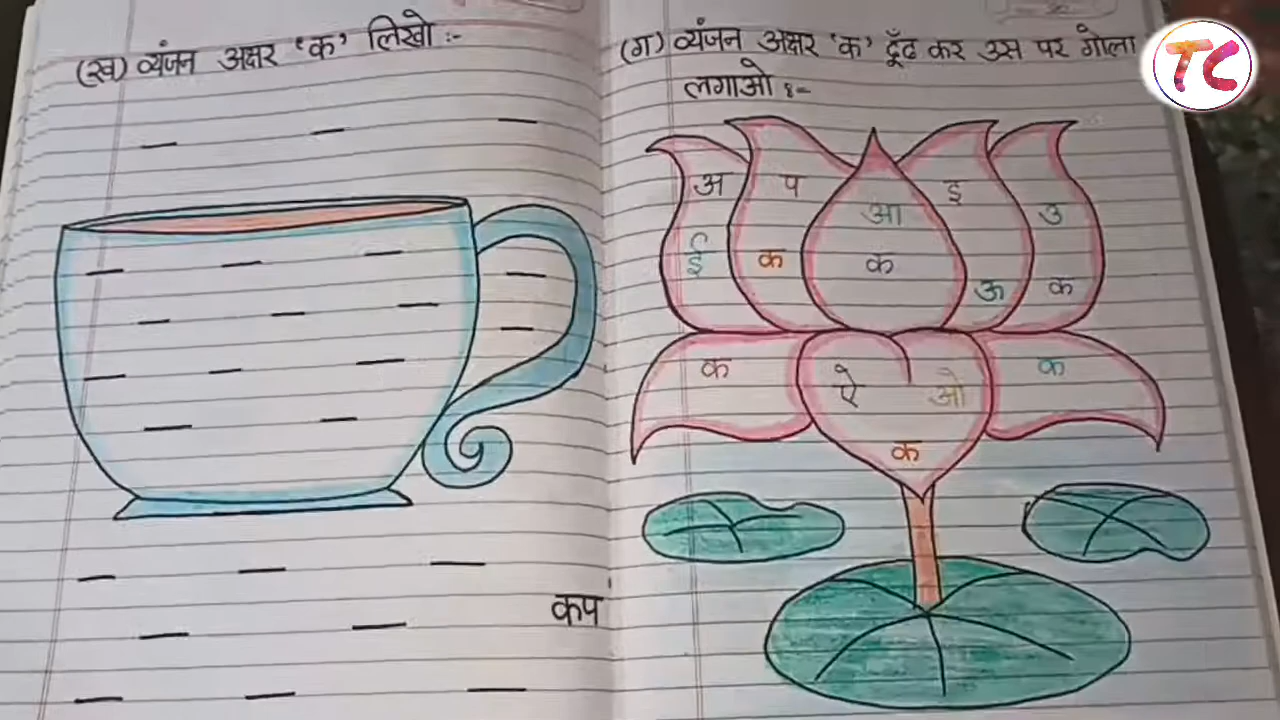 (ख) व्यंजन अक्षर 'क' लिखो :-
कप
(ग) व्यंजन अक्षर 'क' ढूँढ कर उस पर गोला
लगाओ :-
अ प आ इ उ
ई क क ऊ क
क ऐ ओ क
क
TC